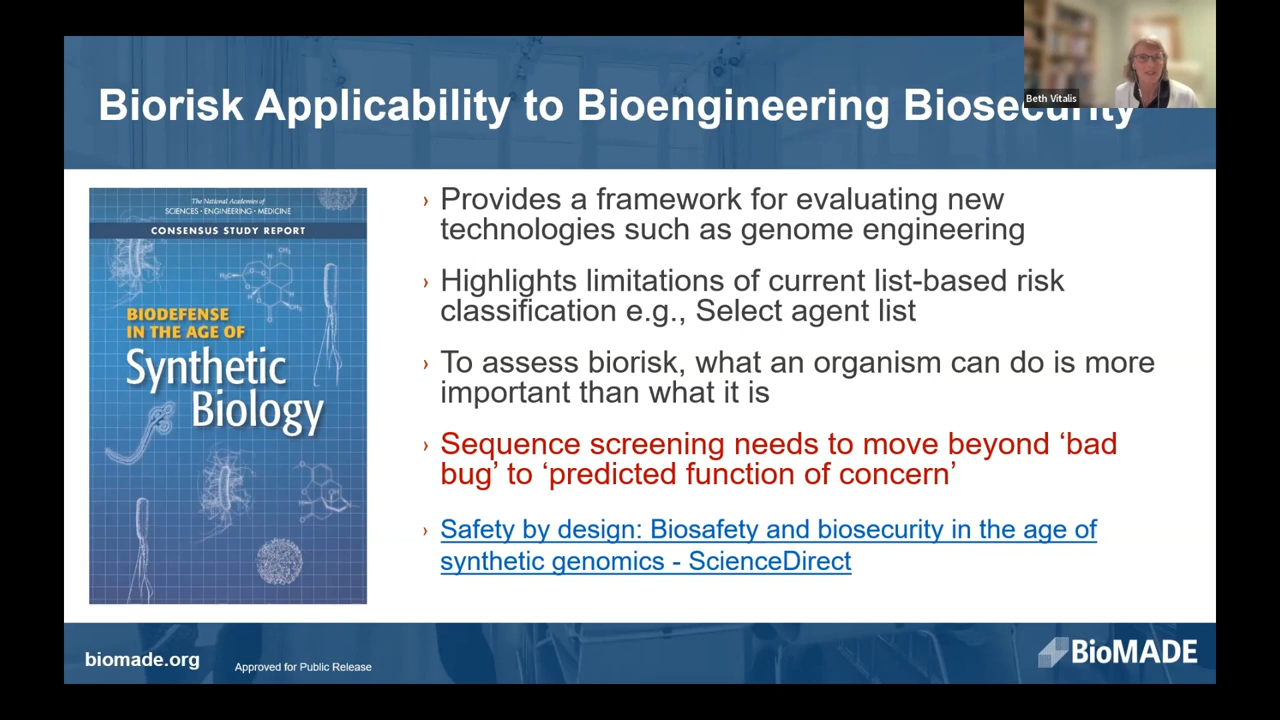 Biorisk Applicability to Bioengineering Biosecurity
Beth Vitalis
The National Academies of
SCIENCES • ENGINEERING • MEDICINE
CONSENSUS STUDY REPORT
BIODEFENSE
IN THE AGE OF
Synthetic
Biology
CH₃
H₃C
CH₃
› Provides a framework for evaluating new
technologies such as genome engineering
› Highlights limitations of current list-based risk
classification e.g., Select agent list
› To assess biorisk, what an organism can do is more
important than what it is
› Sequence screening needs to move beyond ‘bad
bug’ to ‘predicted function of concern’
› Safety by design: Biosafety and biosecurity in the age of
synthetic genomics - ScienceDirect
biomade.org
Approved for Public Release
BioMADE